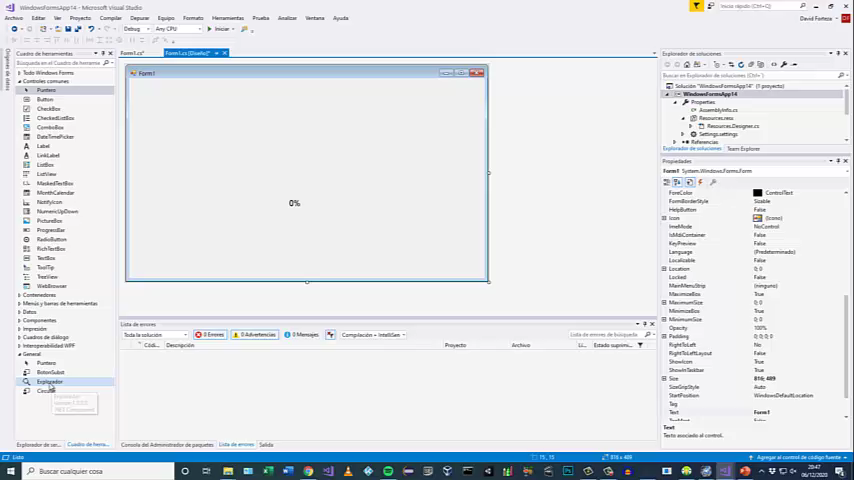 WindowsFormsApp14 - Microsoft Visual Studio
Archivo Editar Ver Proyecto Compilar Depurar Equipo Formato Herramientas Prueba Analizar Ventana Ayuda
David Forteza
Debug Any CPU Iniciar
Orígenes de datos
Cuadro de herramientas
Buscar en Cuadro de herramien
Todo Windows Forms
Controles comunes
Puntero
Button
CheckBox
CheckedListBox
ComboBox
DateTimePicker
Label
LinkLabel
ListBox
ListView
MaskedTextBox
MonthCalendar
NotifyIcon
NumericUpDown
PictureBox
ProgressBar
RadioButton
RichTextBox
TextBox
ToolTip
TreeView
WebBrowser
Contenedores
Menús y barras de herramientas
Datos
Componentes
Impresión
Cuadros de diálogo
Interoperabilidad WPF
General
Puntero
BotonSubst
Explorador
.NET Component
Explorador de ser... Cuadro de herra...
Form1.cs* Form1.cs [Diseño]*
Form1
0%
Lista de errores
Toda la solución 0 Errores 0 Advertencias 0 Mensajes Compilación + IntelliSen
Buscar en lista de errores
Códi... Descripción Proyecto Archivo Lí... Estado suprimi...
Consola del Administrador de paquetes Lista de errores Salida
Explorador de soluciones
Buscar en Explorador de soluciones
Solución "WindowsFormsApp14" (1 proyecto)
WindowsFormsApp14
Properties
AssemblyInfo.cs
Resources.resx
Resources.Designer.cs
Settings.settings
Referencias
Explorador de soluciones Team Explorer
Propiedades
Form1 System.Windows.Forms.Form
ForeColor ControlText
FormBorderStyle Sizable
HelpButton False
Icon (Icono)
ImeMode NoControl
IsMdiContainer False
KeyPreview False
Language (Predeterminado)
Localizable False
Location 0; 0
Locked False
MainMenuStrip (ninguno)
MaximizeBox True
MaximumSize 0; 0
MinimizeBox True
MinimumSize 0; 0
Opacity 100%
Padding 0; 0; 0; 0
RightToLeft No
RightToLeftLayout False
ShowIcon True
ShowInTaskbar True
Size 816; 489
SizeGripStyle Auto
StartPosition WindowsDefaultLocation
Tag
Text Form1
Text
Texto asociado al control.
Listo 15 ; 15 816 x 489 Agregar al control de código fuente
Buscar cualquier cosa
20:47
06/12/2020